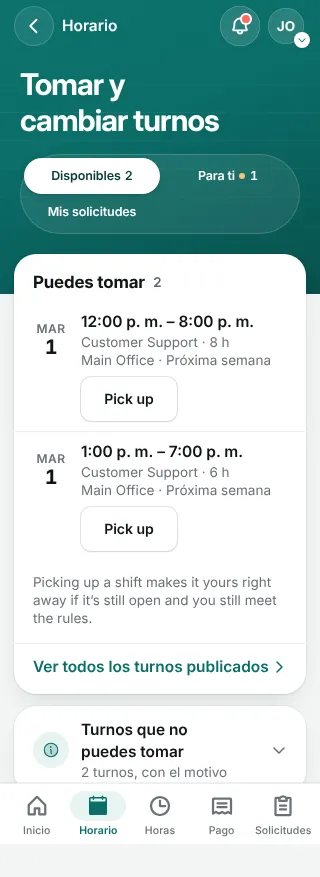 Horario
JO
Tomar y
cambiar turnos
Disponibles 2
Para ti 1
Mis solicitudes
Puedes tomar 2
MAR
1
12:00 p. m. – 8:00 p. m.
Customer Support · 8 h
Main Office · Próxima semana
Pick up
MAR
1
1:00 p. m. – 7:00 p. m.
Customer Support · 6 h
Main Office · Próxima semana
Pick up
Picking up a shift makes it yours right
away if it’s still open and you still meet
the rules.
Ver todos los turnos publicados
Turnos que no
puedes tomar
2 turnos, con el motivo
Inicio
Horario
Horas
Pago
Solicitudes